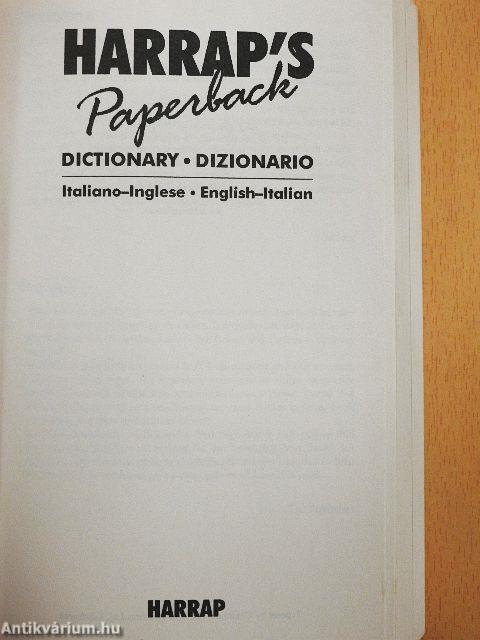 HARRAP'S
Paperback
DICTIONARY • DIZIONARIO
Italiano–Inglese • English–Italian
HARRAP
Antikvárium.hu